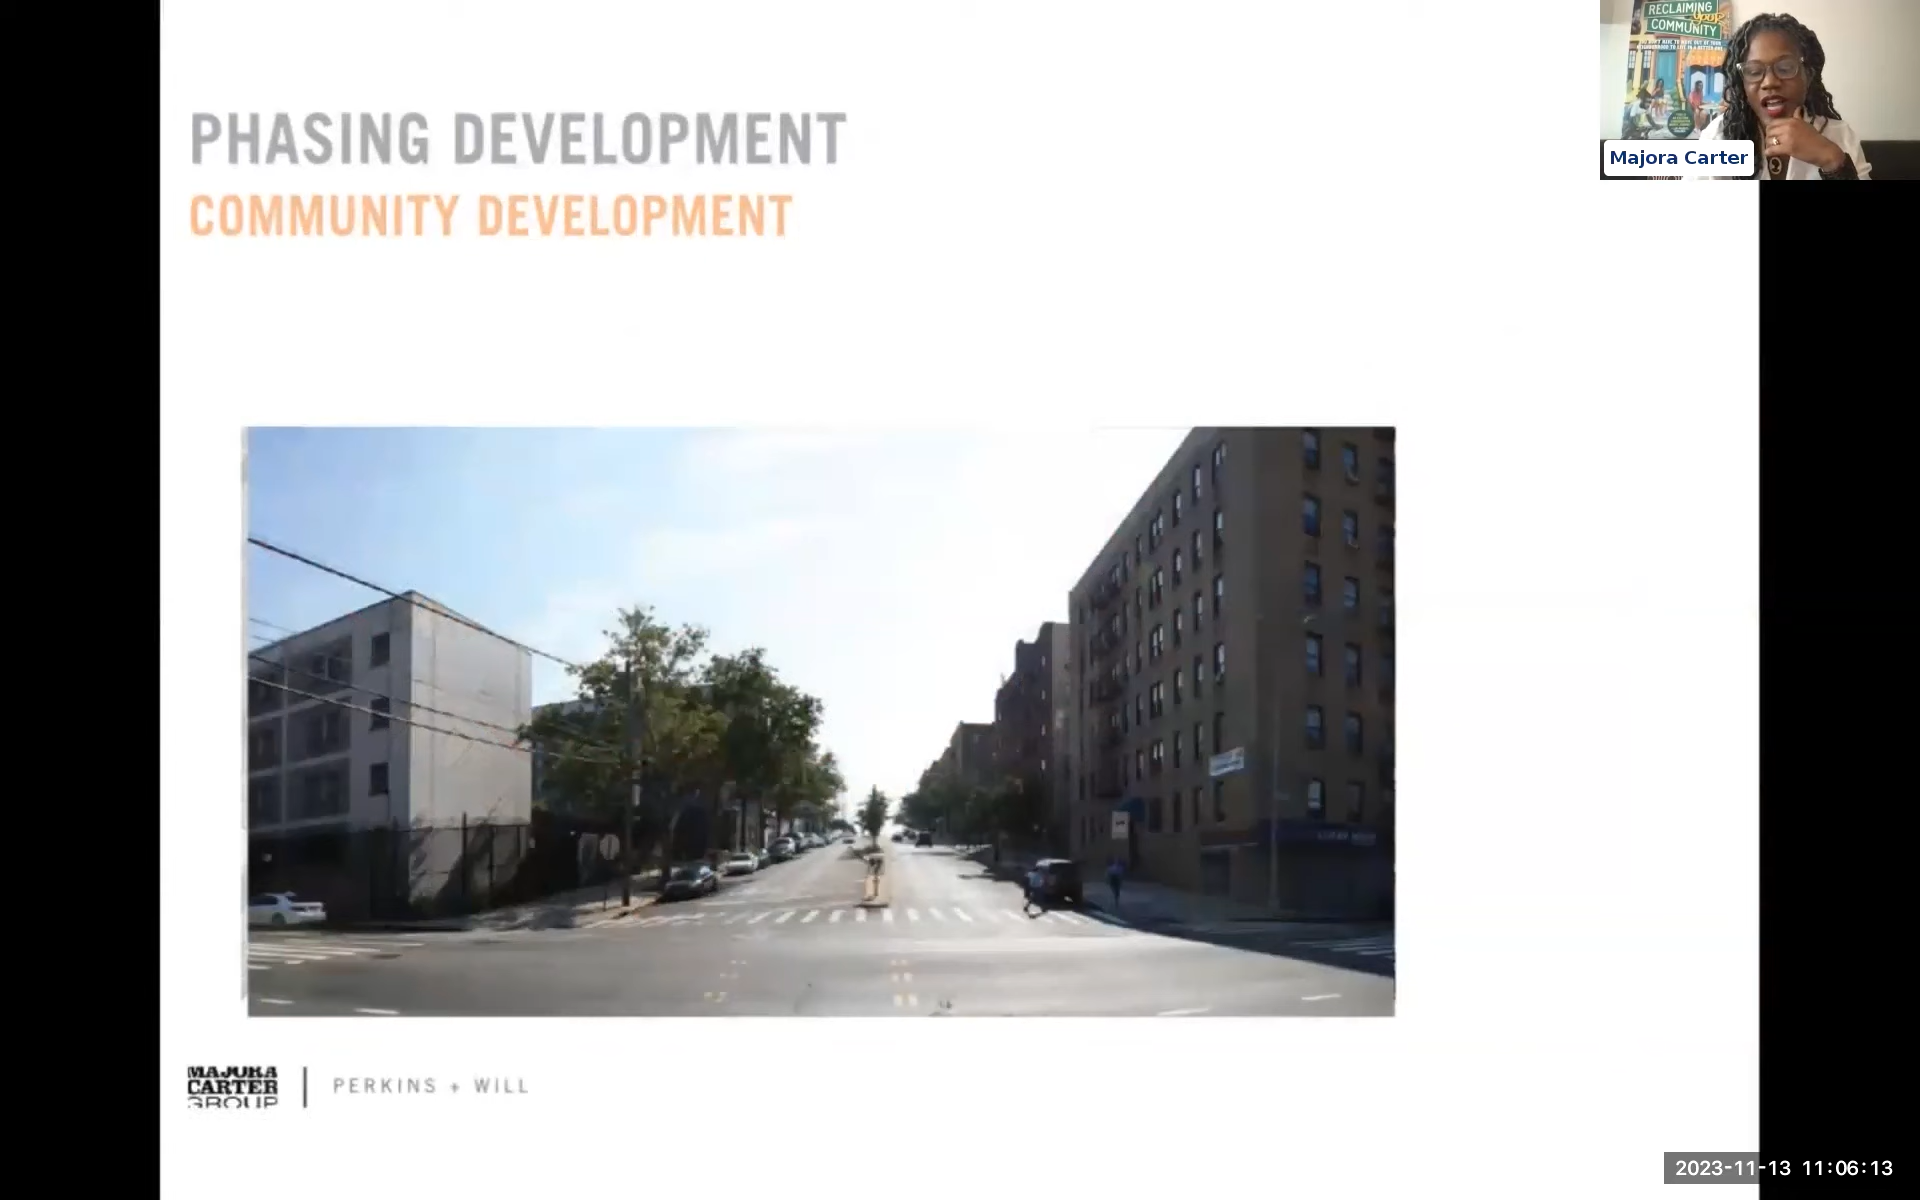 PHASING DEVELOPMENT
COMMUNITY DEVELOPMENT
RECLAIMING
your
COMMUNITY
Majora Carter
MAJORA
CARTER
GROUP
PERKINS + WILL
2023-11-13 11:06:13